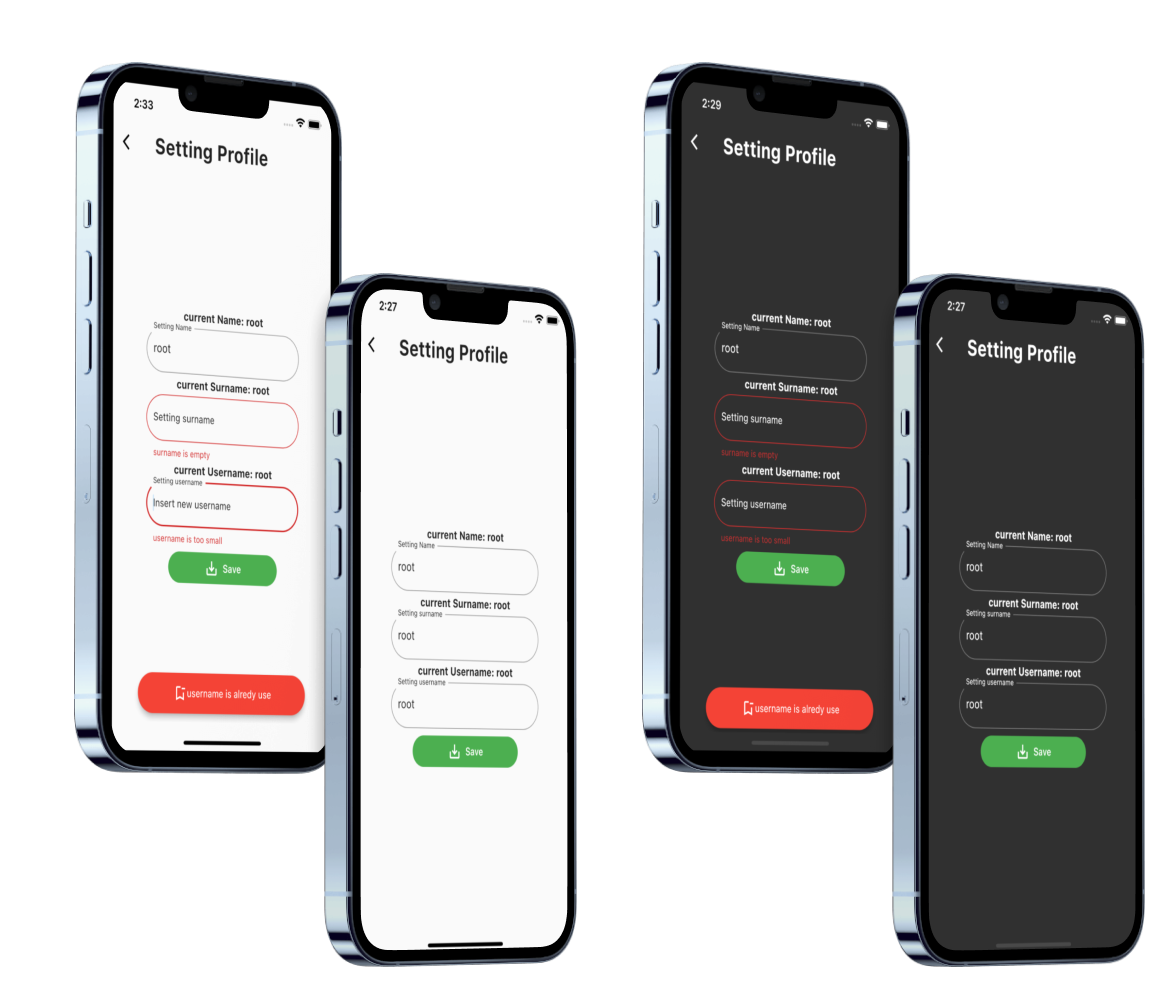 2:33
Setting Profile
current Name: root
Setting Name
root
current Surname: root
Setting surname
surname is empty
current Username: root
Setting username
Insert new username
username is too small
Save
username is alredy use
2:27
Setting Profile
current Name: root
Setting Name
root
current Surname: root
Setting surname
root
current Username: root
Setting username
root
Save
2:29
Setting Profile
current Name: root
Setting Name
root
current Surname: root
Setting surname
surname is empty
current Username: root
Setting username
username is too small
Save
username is alredy use
2:27
Setting Profile
current Name: root
Setting Name
root
current Surname: root
Setting surname
root
current Username: root
Setting username
root
Save